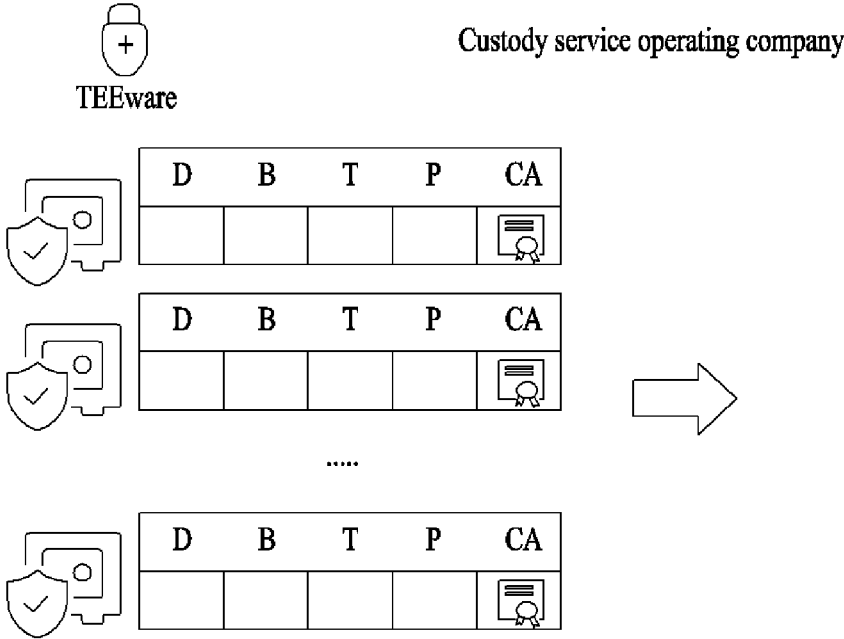 Custody service operating company
TEEware
D B T P CA
D B T P CA
.....
D B T P CA